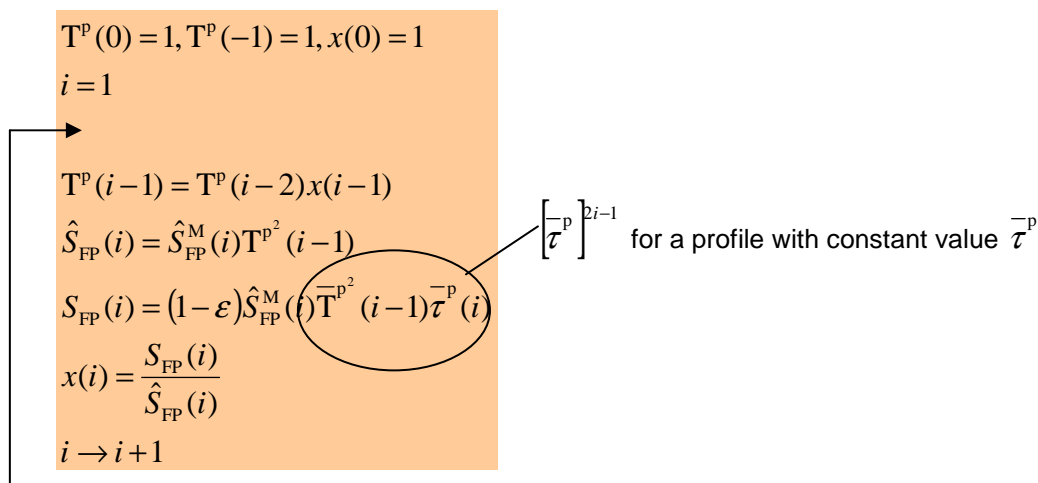 T^p(0) = 1, T^p(−1) = 1, x(0) = 1
i = 1
T^p(i−1) = T^p(i−2)x(i−1)
Ŝ_FP(i) = Ŝ^M_FP(i)T^p²(i−1)
S_FP(i) = (1−ε)Ŝ^M_FP(i)T̅^p²(i−1)τ̅^p(i)
x(i) = S_FP(i) / Ŝ_FP(i)
i → i+1
[τ̅^p]^2i−1 for a profile with constant value τ̅^p